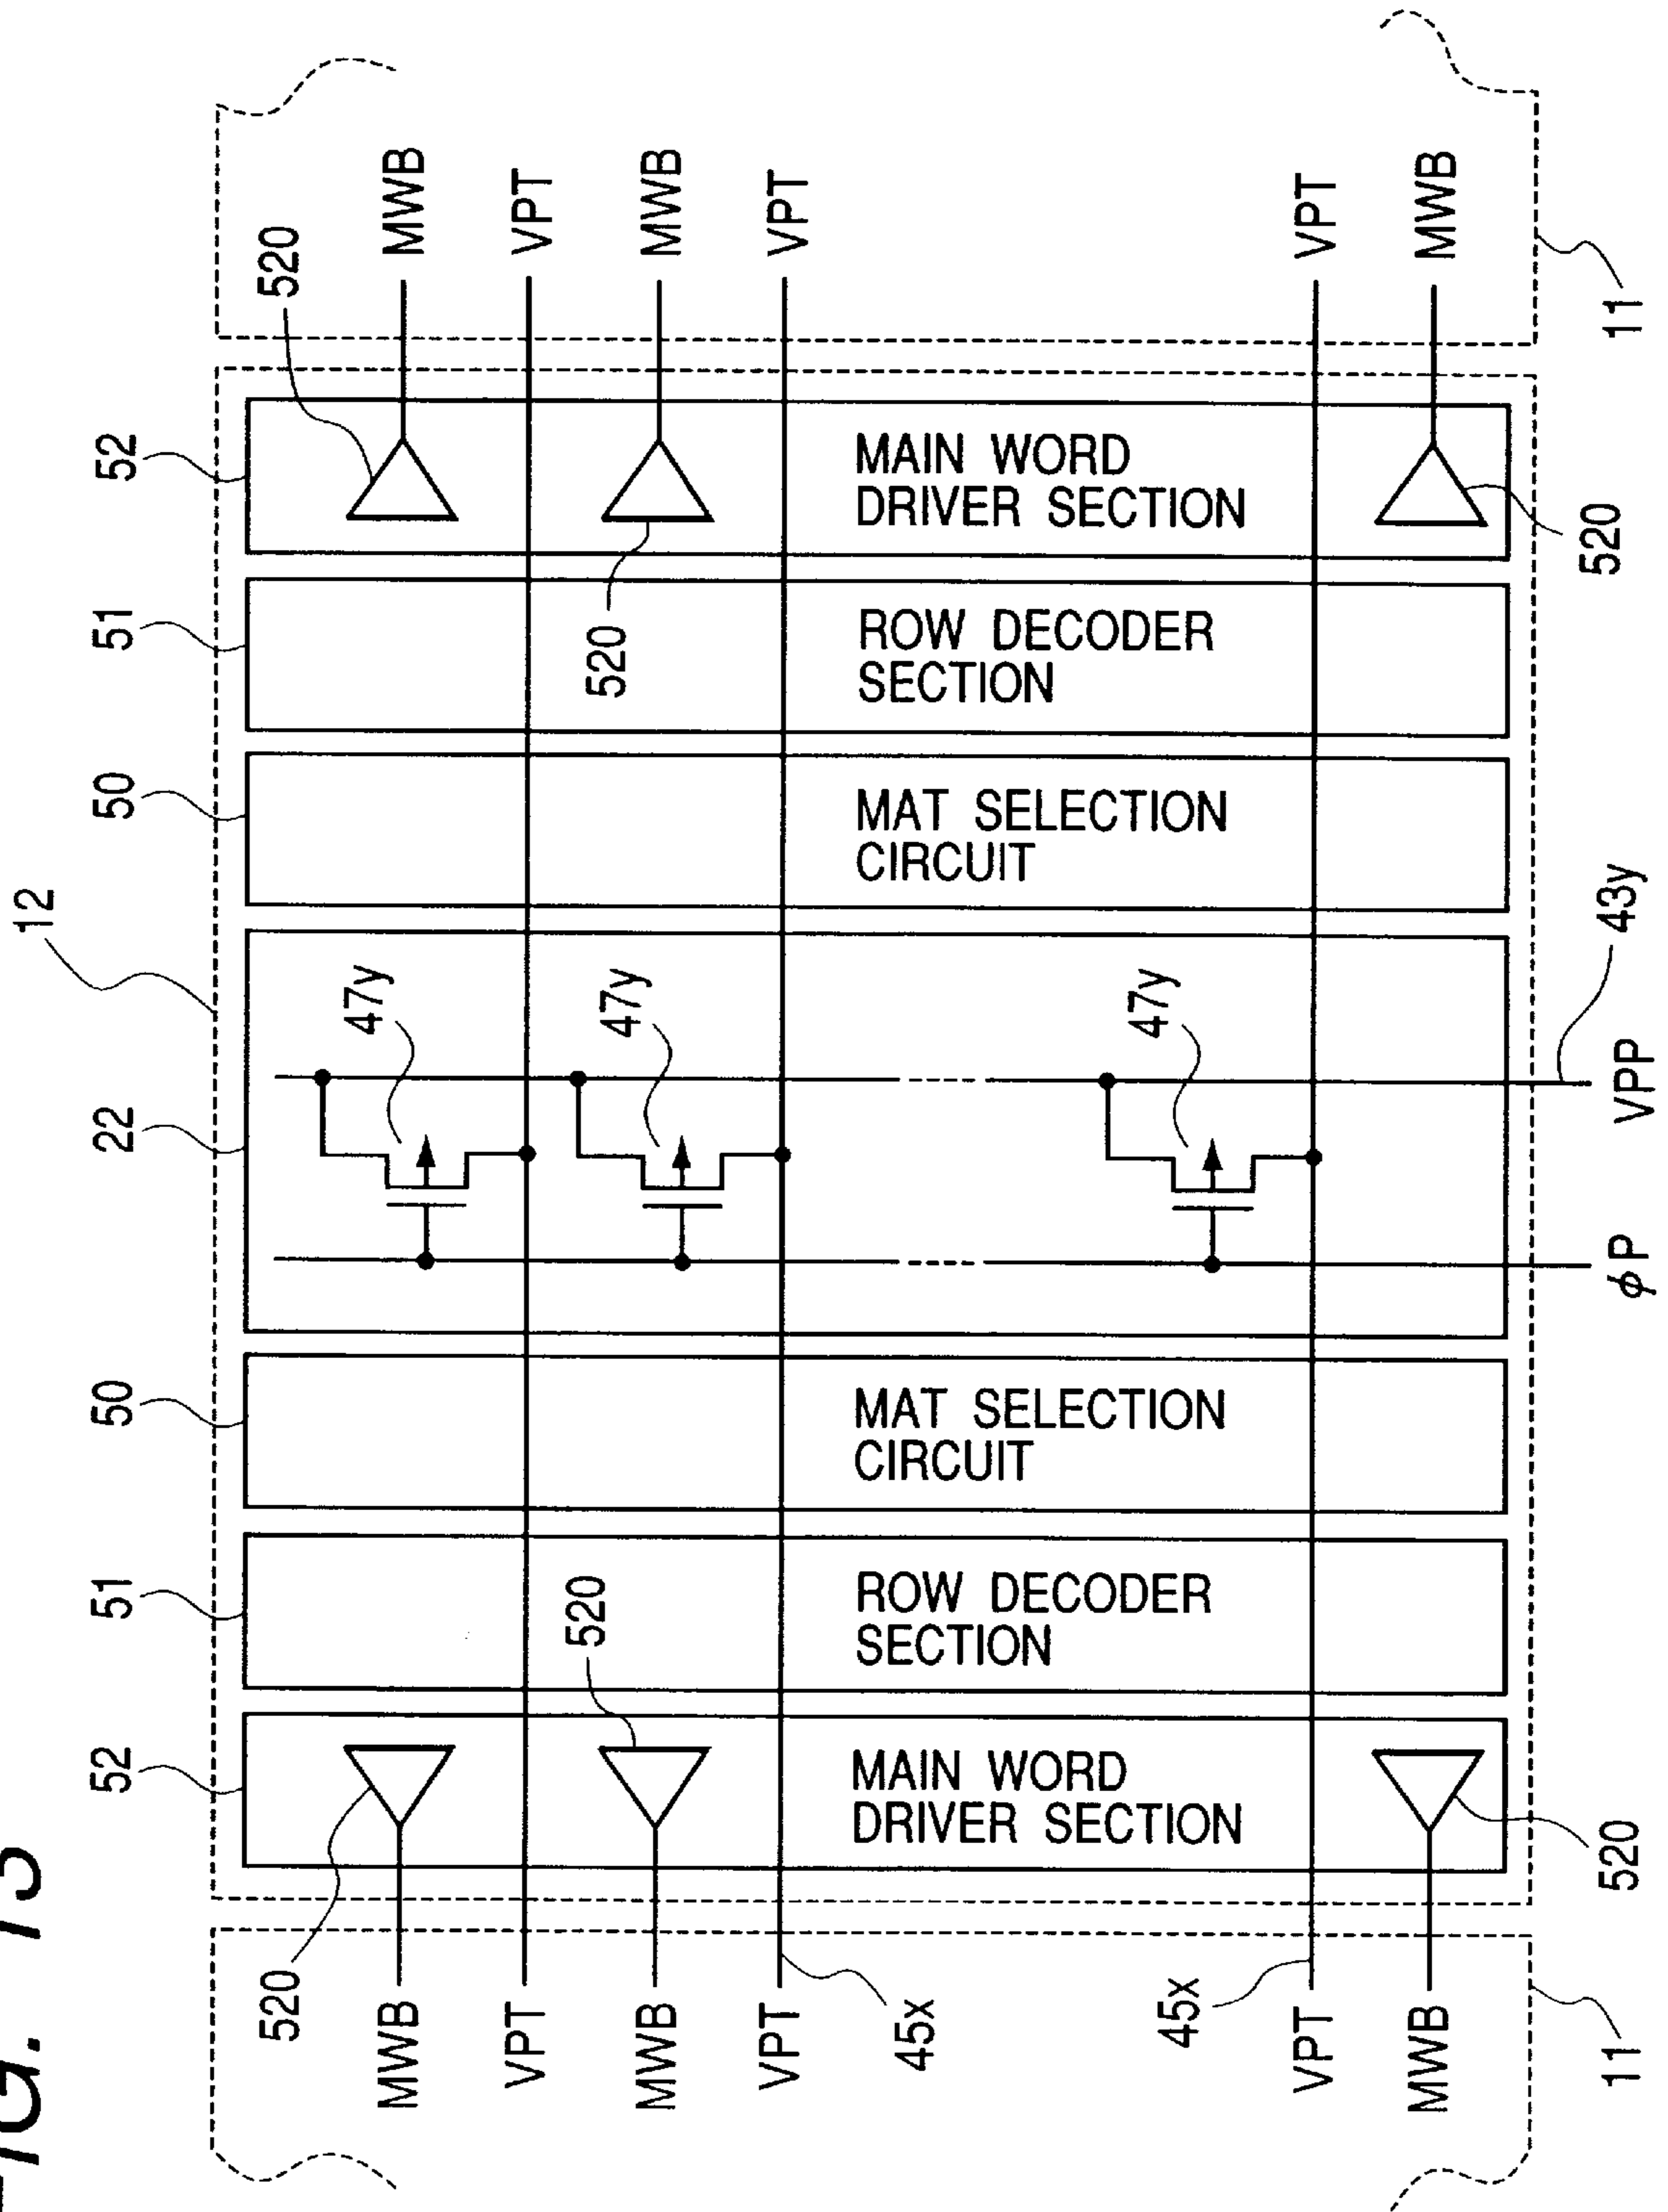 FIG.
12
52
51
50
22
50
51
52
520
47y
47y
47y
520
MWB
VPT
MWB
VPT
VPT
MWB
520
520
MWB
VPT
MWB
VPT
VPT
MWB
MAIN WORD
DRIVER SECTION
ROW DECODER
SECTION
MAT SELECTION
CIRCUIT
MAT SELECTION
CIRCUIT
ROW DECODER
SECTION
MAIN WORD
DRIVER SECTION
45x
45x
11
520
φP
VPP
43y
520
11